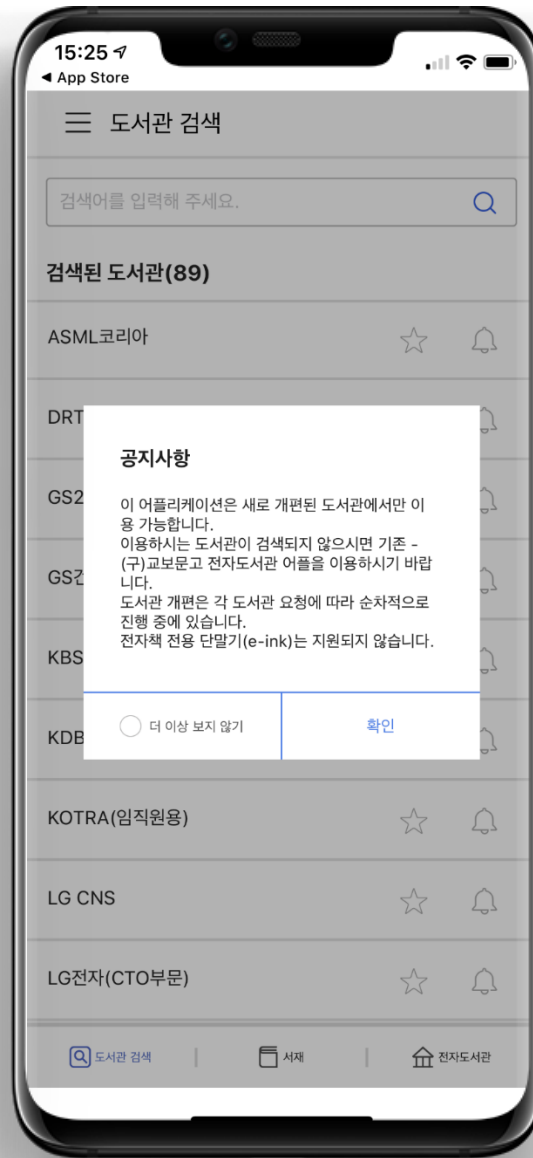 15:25
◀ App Store
도서관 검색
검색어를 입력해 주세요.
검색된 도서관(89)
ASML코리아
DRT
공지사항
GS2
이 어플리케이션은 새로 개편된 도서관에서만 이
용 가능합니다.
이용하시는 도서관이 검색되지 않으시면 기존 -
(구)교보문고 전자도서관 어플을 이용하시기 바랍
니다.
도서관 개편은 각 도서관 요청에 따라 순차적으로
진행 중에 있습니다.
전자책 전용 단말기(e-ink)는 지원되지 않습니다.
KBS
더 이상 보지 않기
확인
KDB
KOTRA(임직원용)
LG CNS
LG전자(CTO부문)
도서관 검색
서재
전자도서관